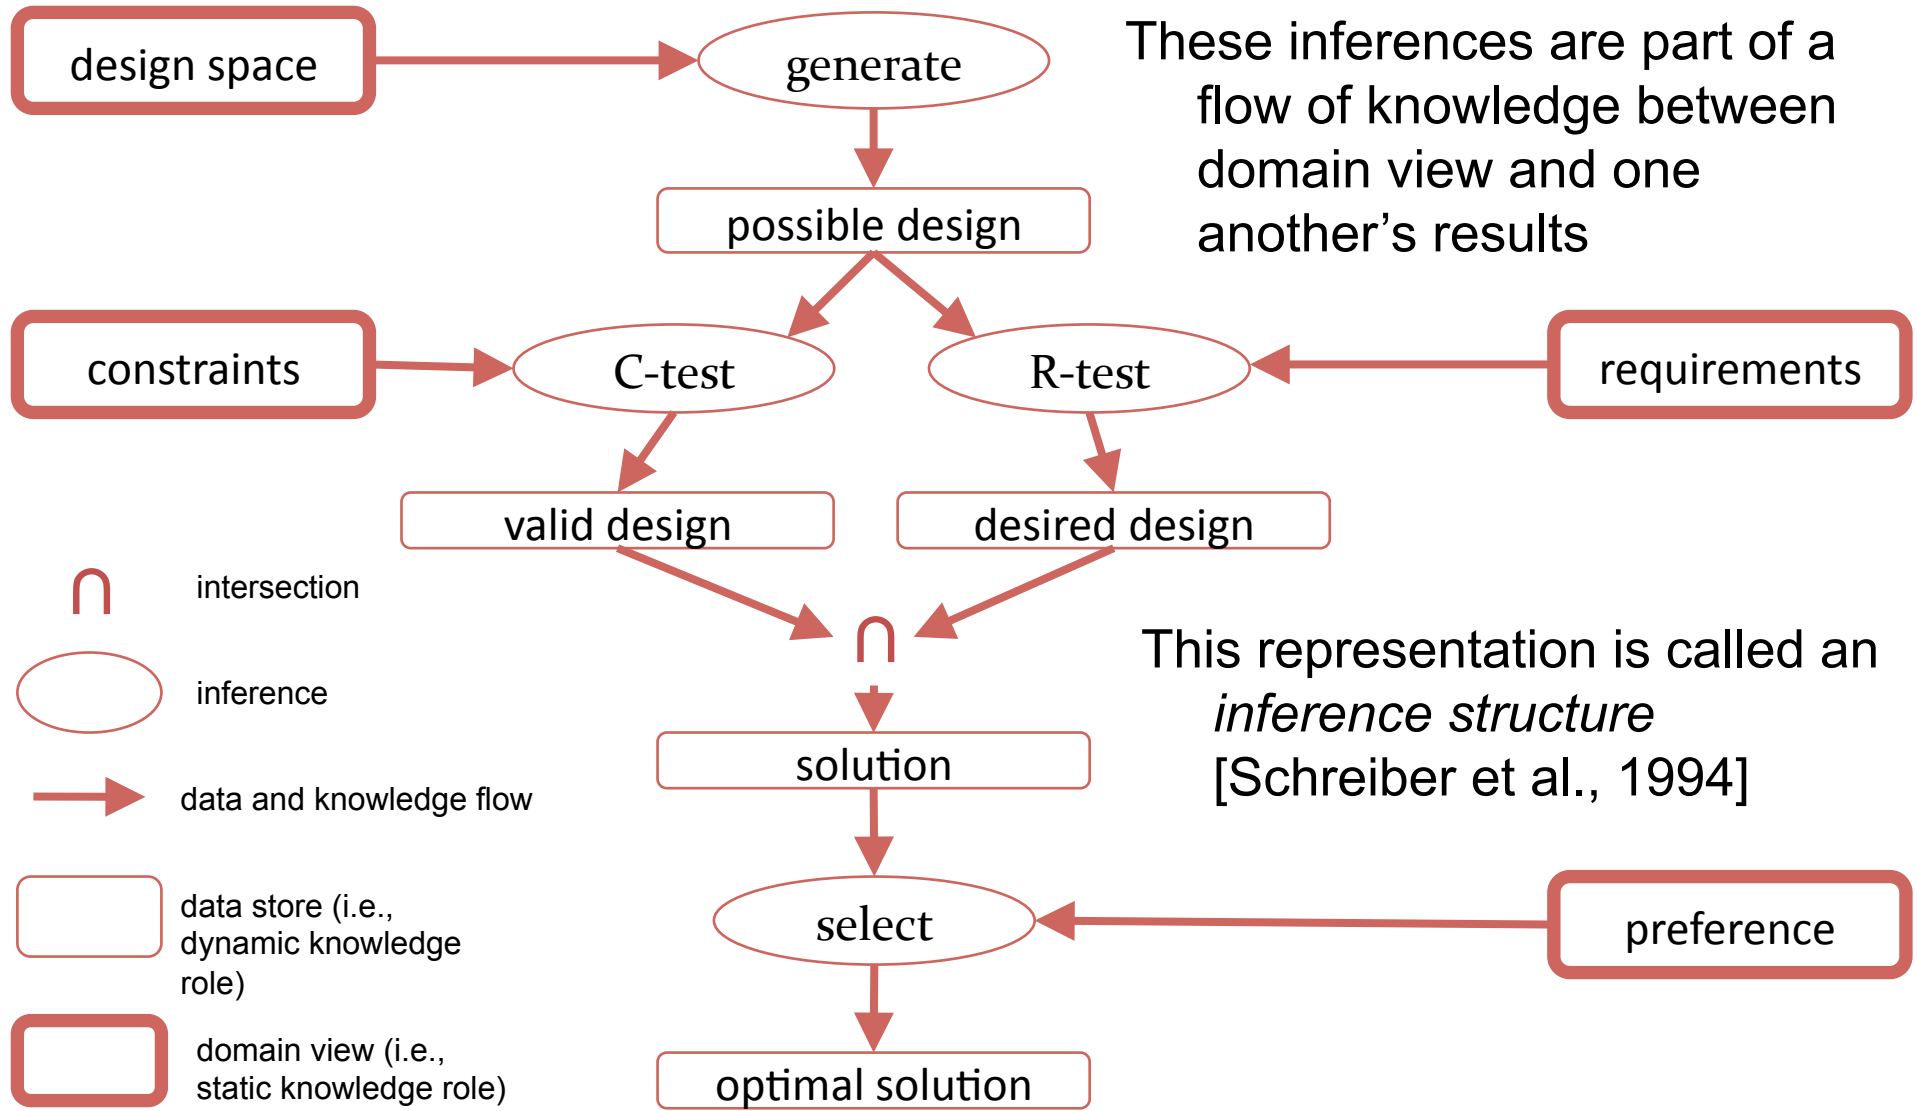 design space
generate
These inferences are part of a
flow of knowledge between
domain view and one
another’s results
possible design
constraints
C-test
R-test
requirements
valid design
desired design
∩ intersection
∩
inference
This representation is called an
inference structure
[Schreiber et al., 1994]
solution
data and knowledge flow
data store (i.e.,
dynamic knowledge
role)
select
preference
domain view (i.e.,
static knowledge role)
optimal solution